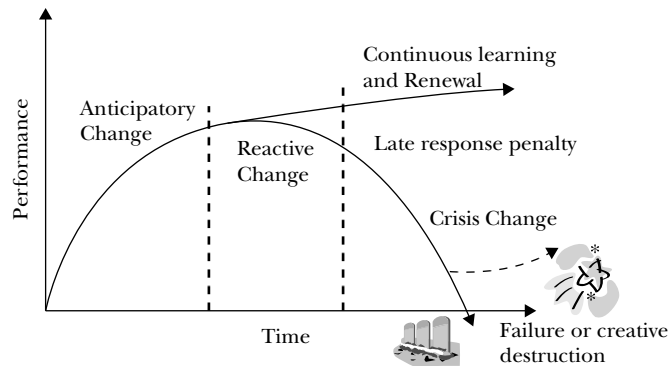 Continuous learning
and Renewal
Anticipatory
Change
Reactive
Change
Late response penalty
Performance
Crisis Change
Time
Failure or creative
destruction